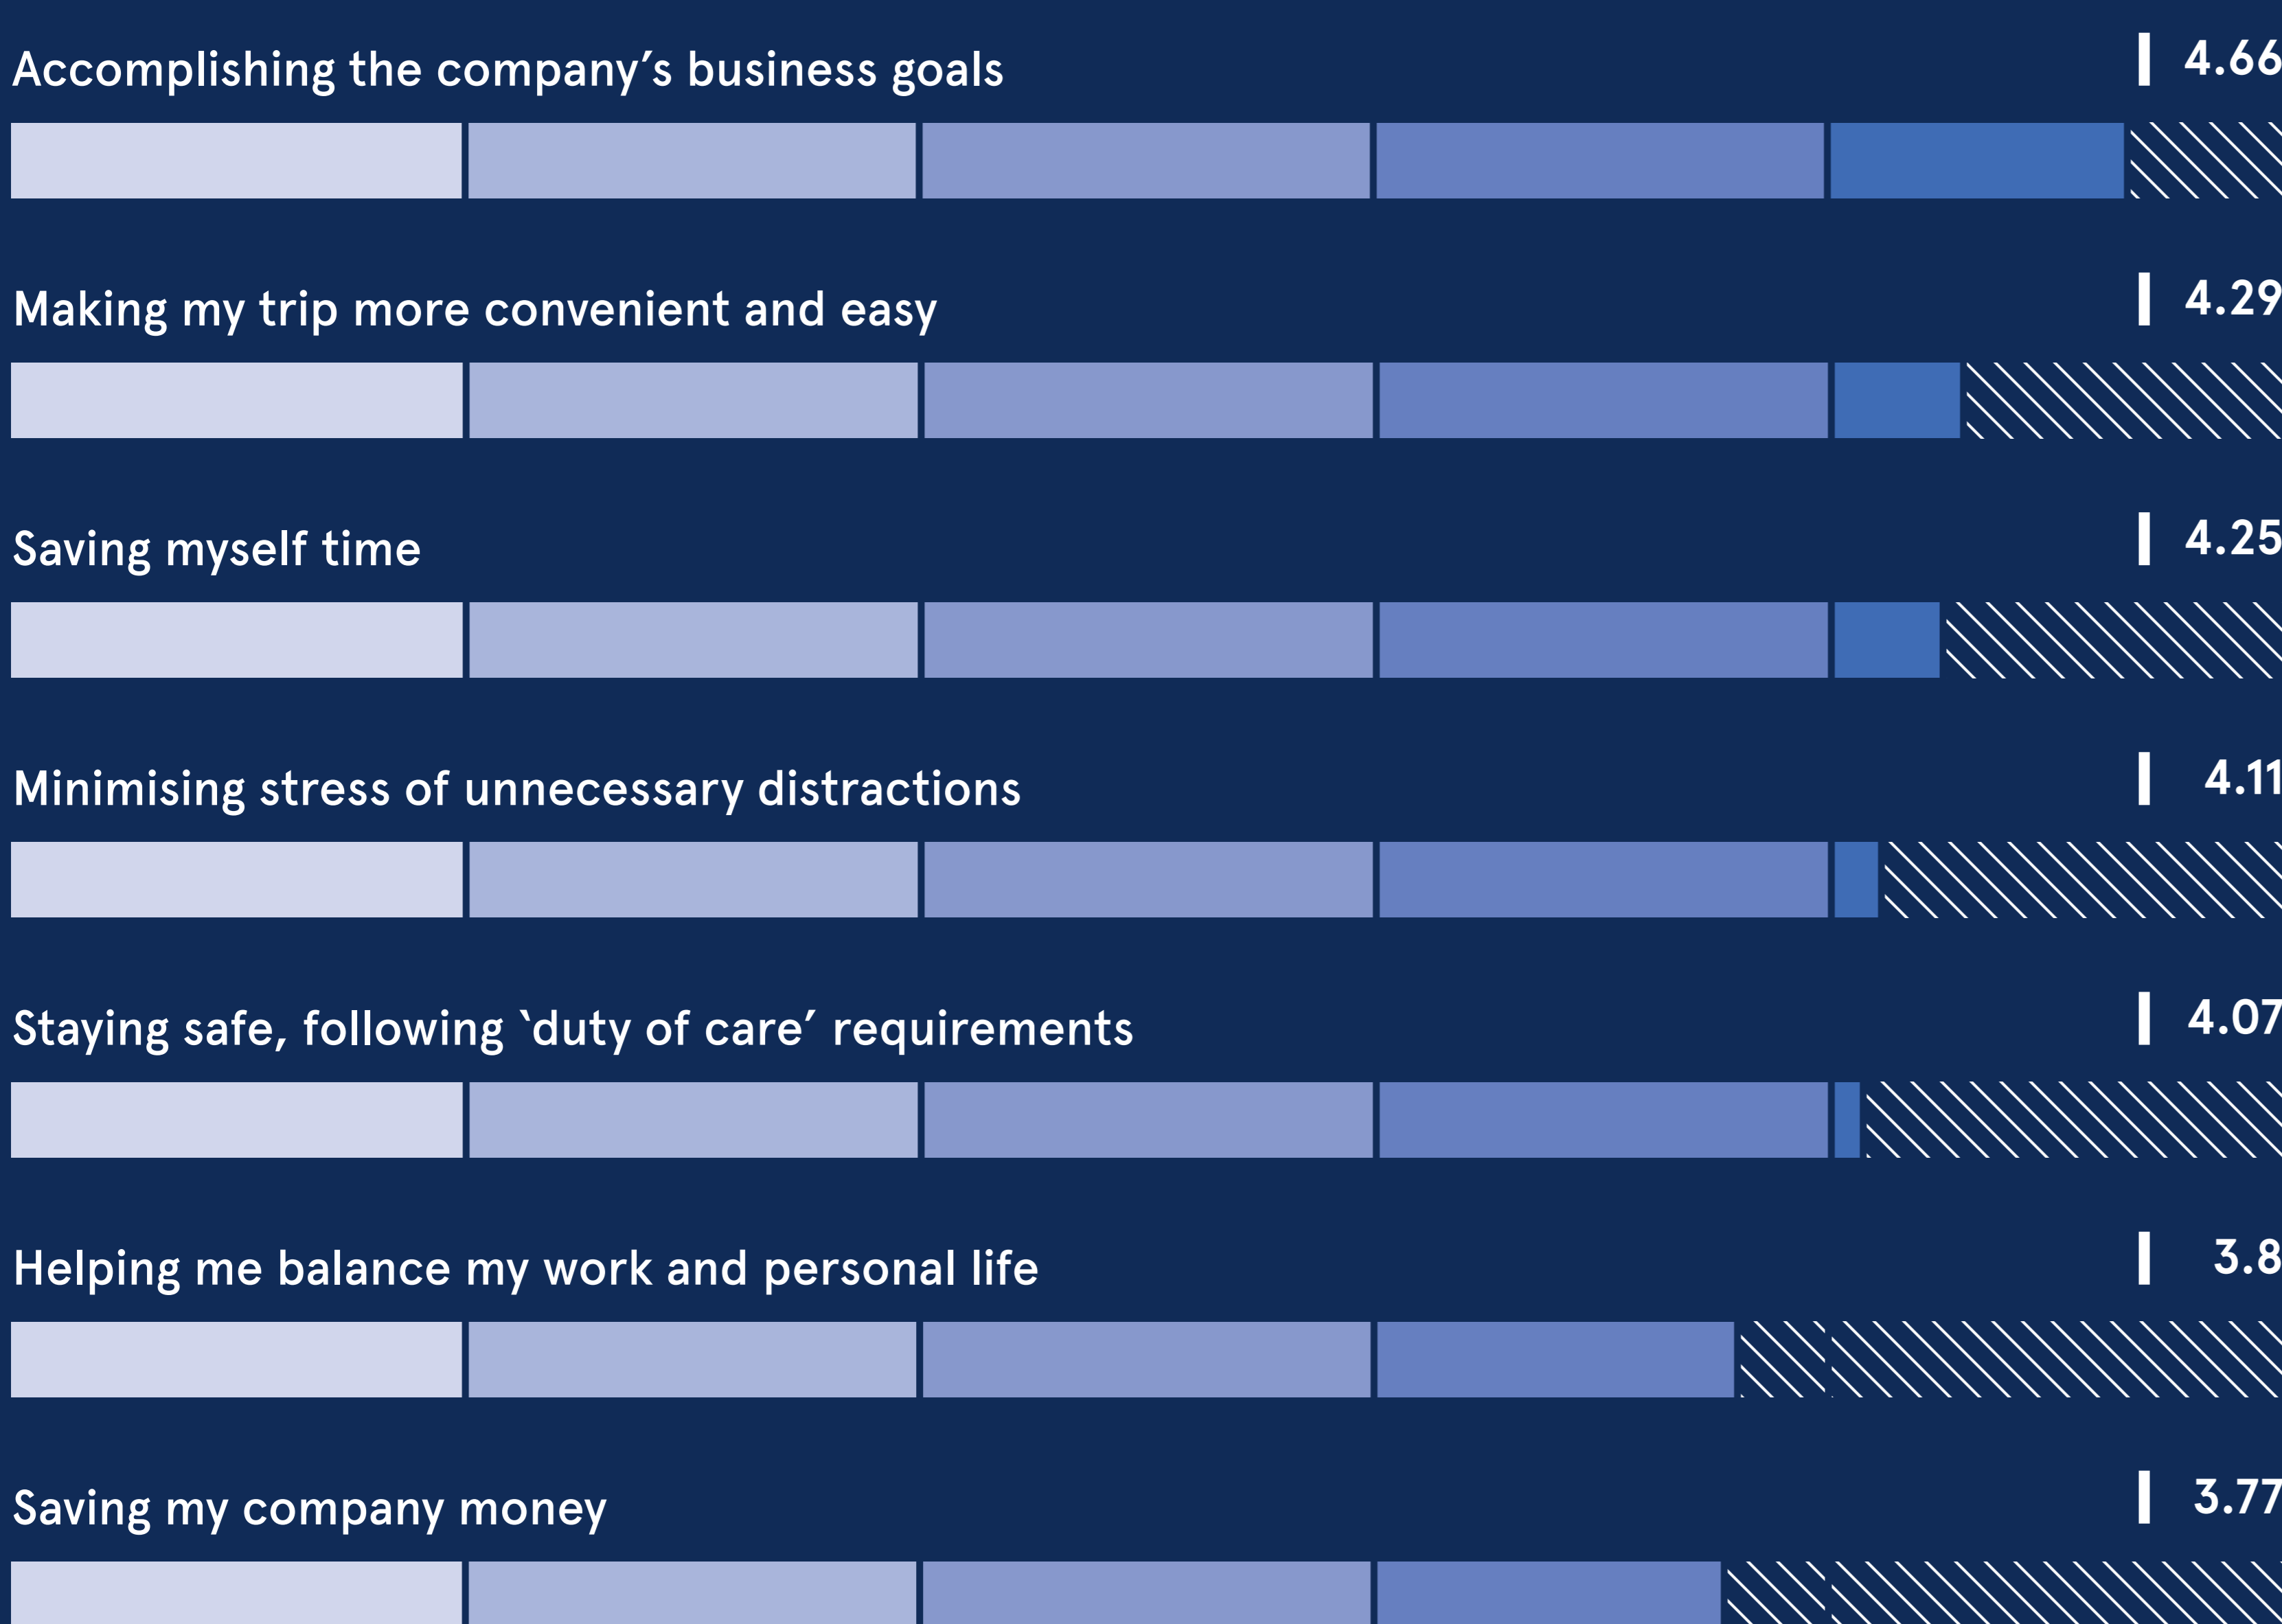 Accomplishing the company’s business goals 4.66
Making my trip more convenient and easy 4.29
Saving myself time 4.25
Minimising stress of unnecessary distractions 4.11
Staying safe, following ‵duty of care’ requirements 4.07
Helping me balance my work and personal life 3.8
Saving my company money 3.77